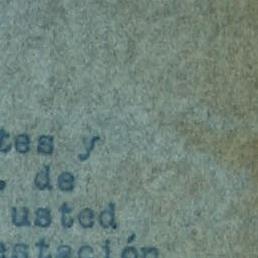 tes y
. de
usted
estación